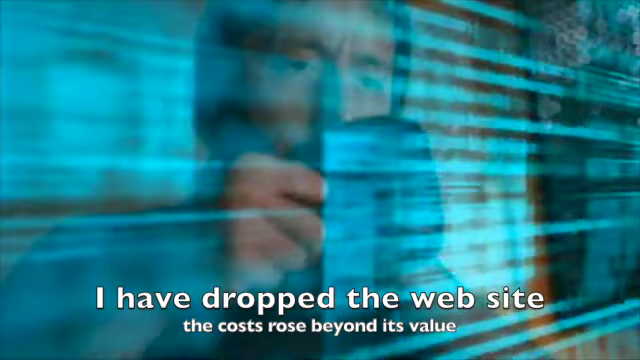 I have dropped the web site
the costs rose beyond its value